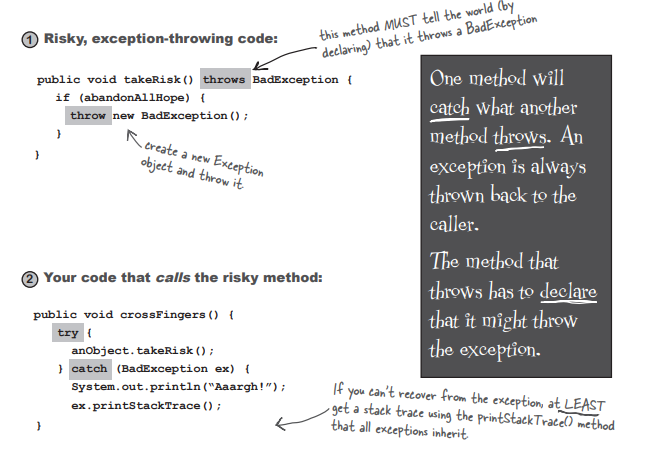 this method MUST tell the world (by
declaring) that it throws a BadException
1 Risky, exception-throwing code:
public void takeRisk() throws BadException {
if (abandonAllHope) {
throw new BadException();
}
}
create a new Exception
object and throw it.
One method will
catch what another
method throws. An
exception is always
thrown back to the
caller.
The method that
throws has to declare
that it might throw
the exception.
2 Your code that calls the risky method:
public void crossFingers() {
try {
anObject.takeRisk();
} catch (BadException ex) {
System.out.println(“Aaargh!”);
ex.printStackTrace();
}
If you can't recover from the exception, at LEAST
get a stack trace using the printStackTrace() method
that all exceptions inherit